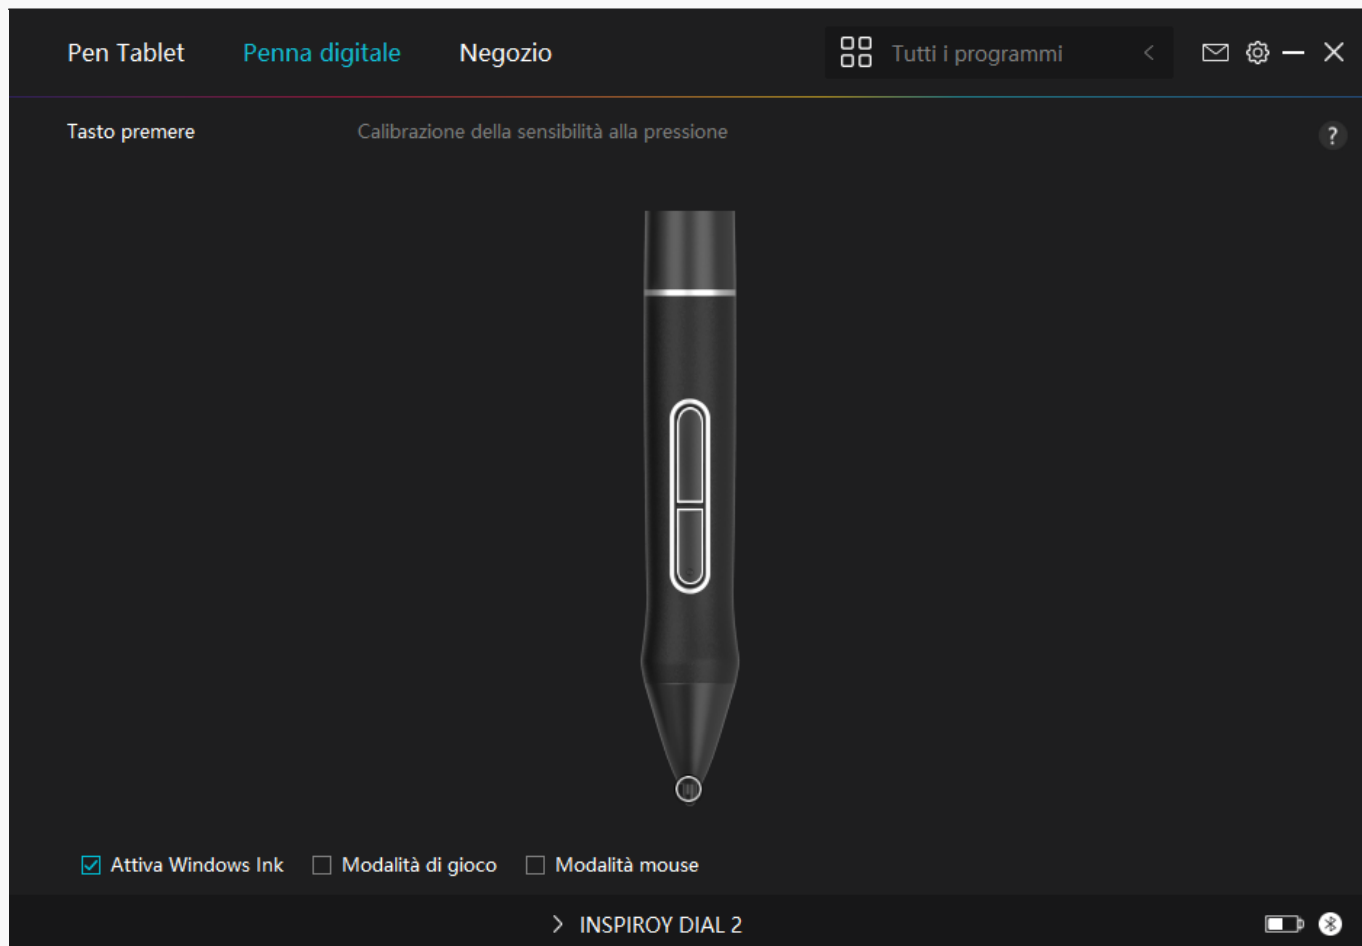 Pen Tablet Penna digitale Negozio Tutti i programmi
Tasto premere Calibrazione della sensibilità alla pressione ?
Attiva Windows Ink Modalità di gioco Modalità mouse
INSPIROY DIAL 2